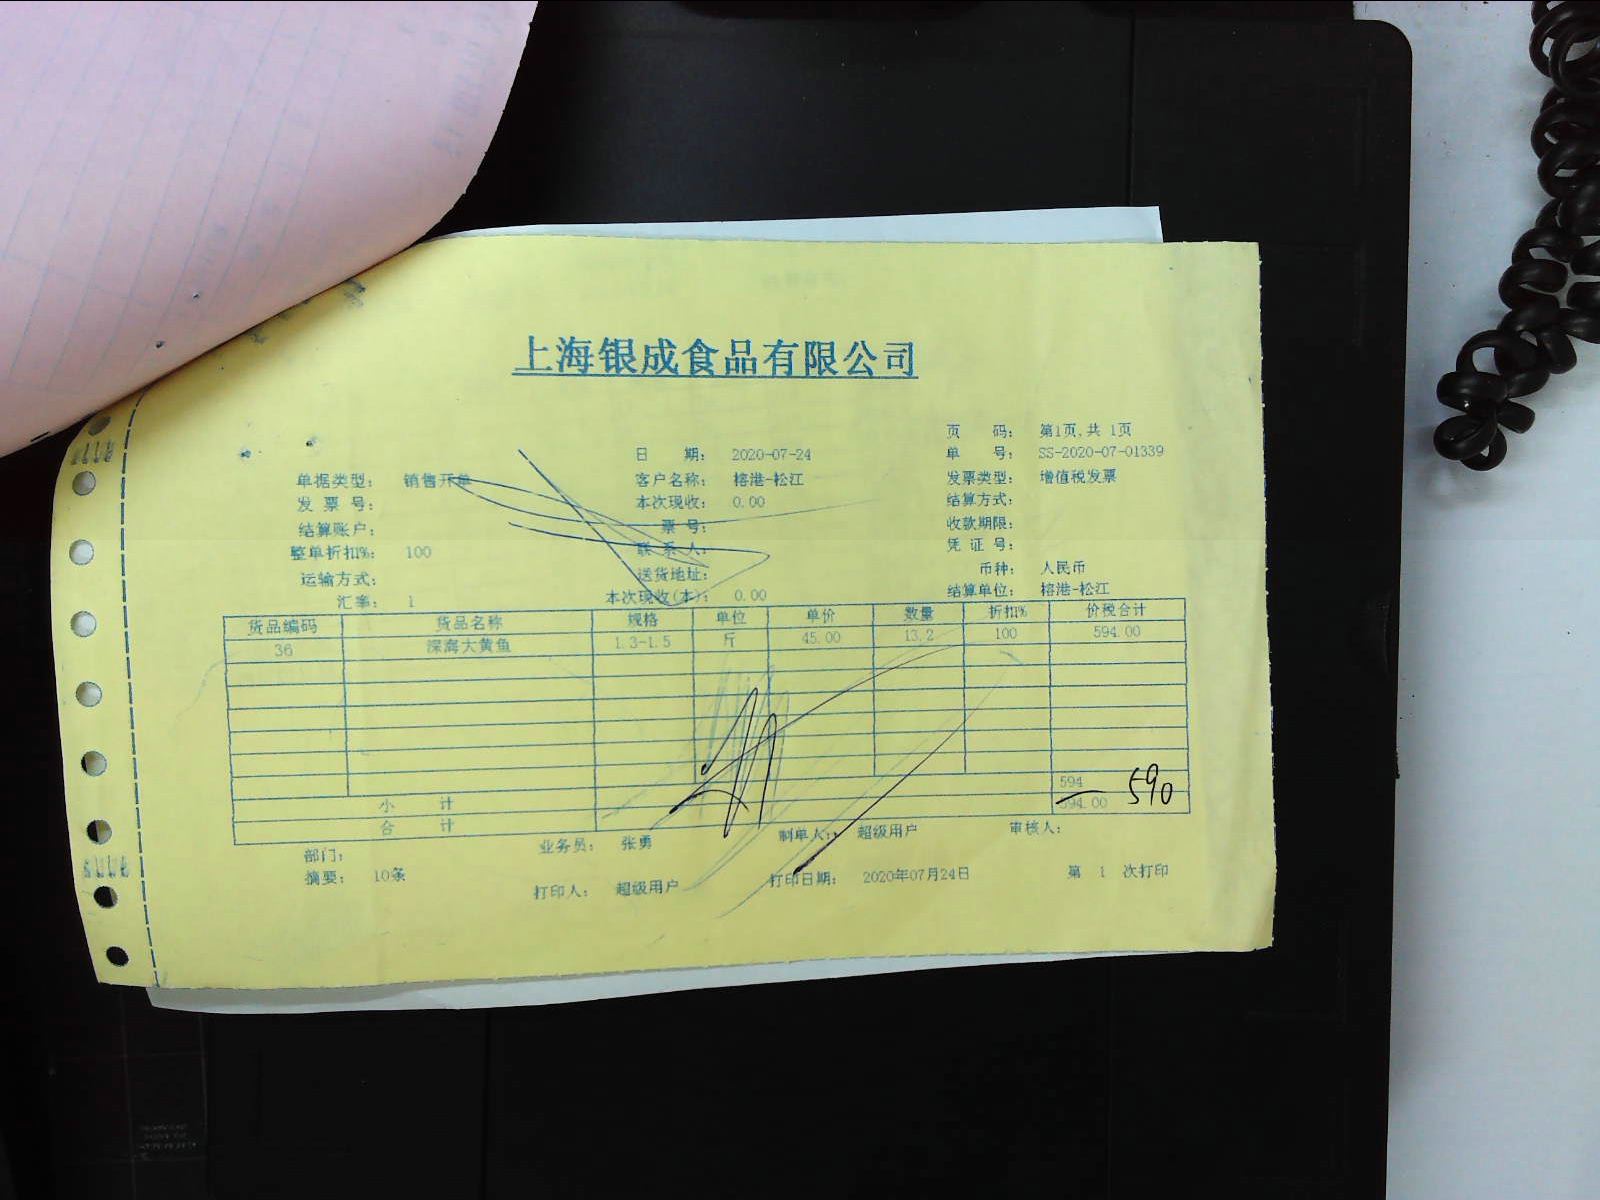 上海银成食品有限公司
页 码： 第1页,共 1页
日 期： 2020-07-24 单 号： SS-2020-07-01339
单据类型： 销售开单 客户名称： 榕港-松江 发票类型： 增值税发票
发 票 号： 本次现收： 0.00 结算方式：
结算账户： 票 号： 收款期限：
整单折扣%： 100 联 系 人： 凭 证 号：
运输方式： 送货地址： 币种： 人民币
汇率： 1 本次现收(本)： 0.00 结算单位： 榕港-松江
货品编码 货品名称 规格 单位 单价 数量 折扣% 价税合计
36 深海大黄鱼 1.3-1.5 斤 45.00 13.2 100 594.00
小 计 594
合 计 594.00 590
部门： 业务员： 张勇 制单人： 超级用户 审核人：
摘要： 10条 打印人： 超级用户 打印日期： 2020年07月24日 第 1 次打印